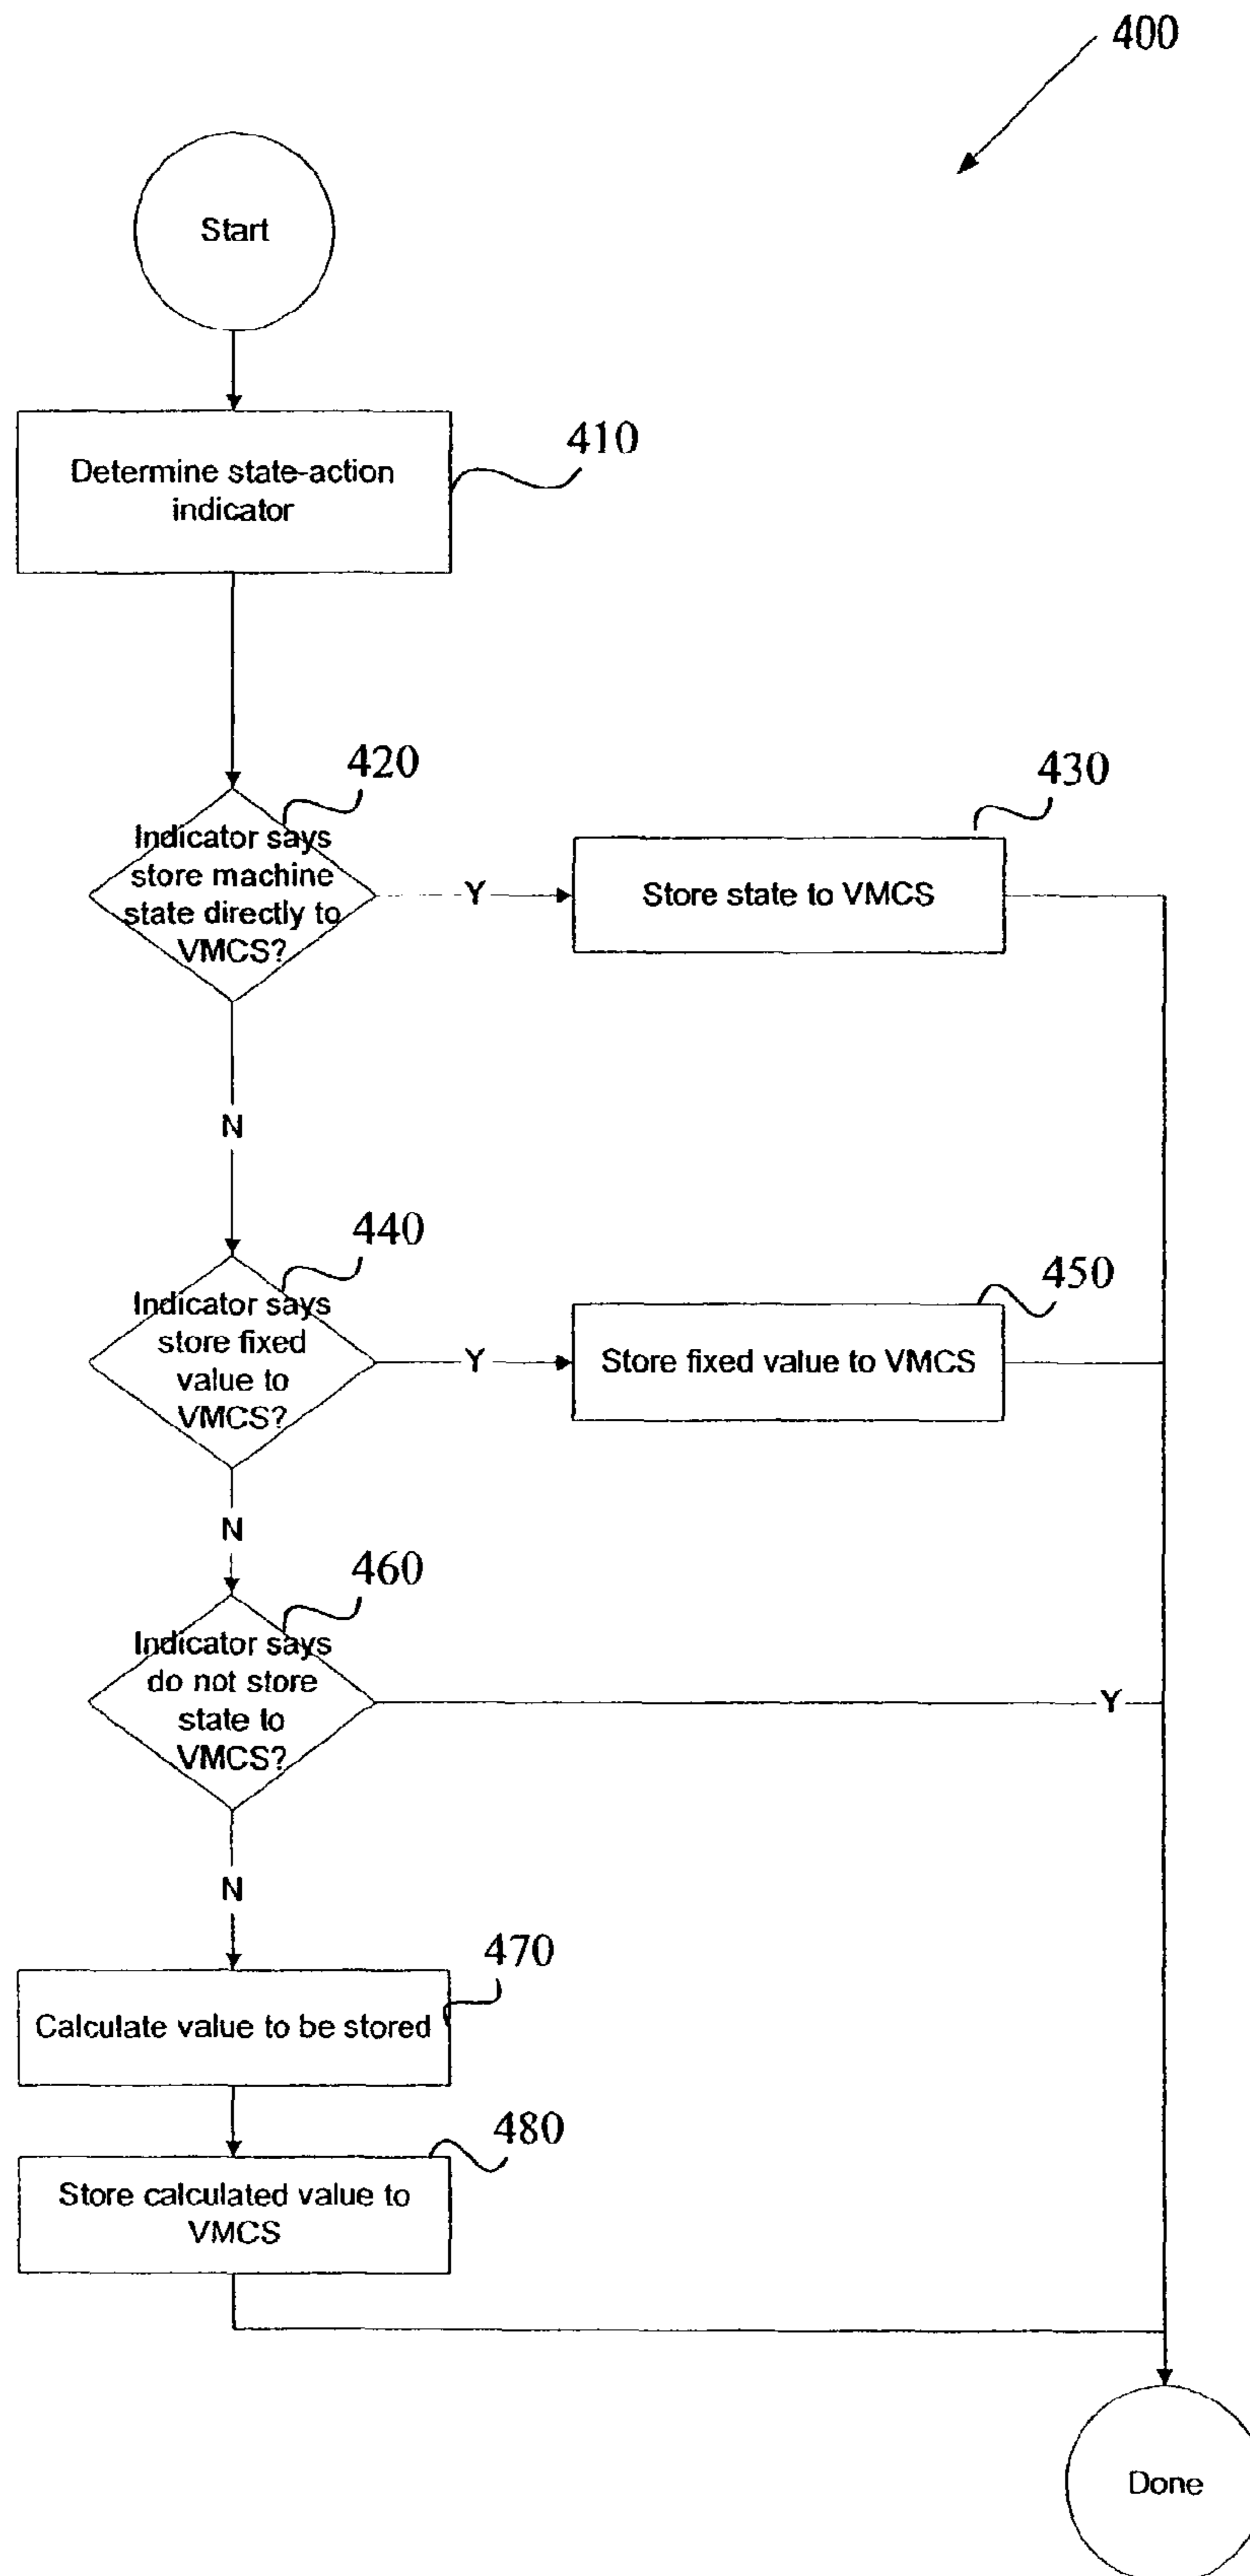 400
Start
410
Determine state-action
indicator
420
Indicator says
store machine
state directly to
VMCS?
Y
430
Store state to VMCS
N
440
Indicator says
store fixed
value to
VMCS?
Y
450
Store fixed value to VMCS
N
460
Indicator says
do not store
state to
VMCS?
Y
N
470
Calculate value to be stored
480
Store calculated value to
VMCS
Done